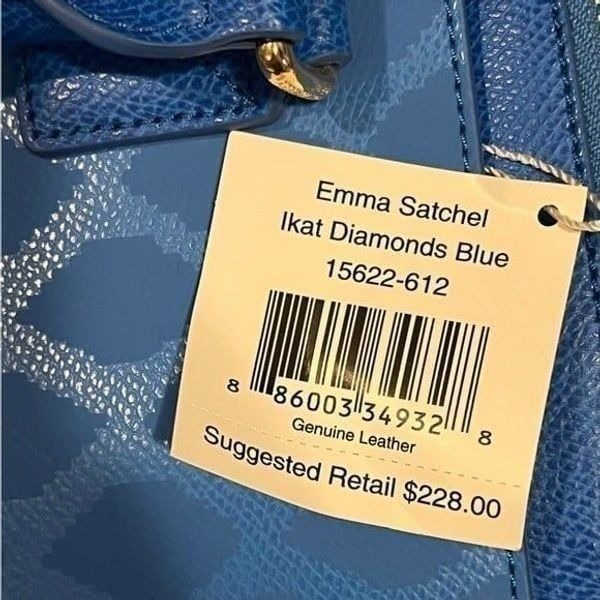 Emma Satchel
Ikat Diamonds Blue
15622-612
8 86003 34932 8
Genuine Leather
Suggested Retail $228.00